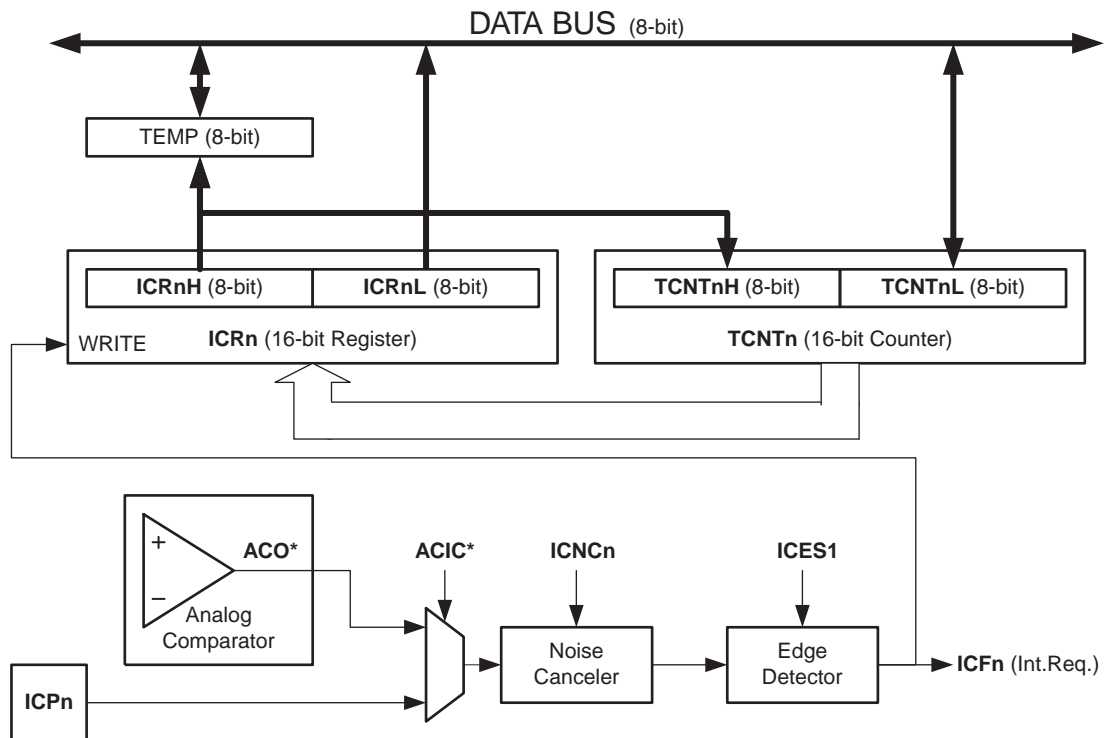 DATA BUS (8-bit)
TEMP (8-bit)
ICRnH (8-bit) ICRnL (8-bit) TCNTnH (8-bit) TCNTnL (8-bit)
WRITE ICRn (16-bit Register) TCNTn (16-bit Counter)
+ ACO* ACIC* ICNCn ICES1
−
Analog
Comparator
Noise
Canceler
Edge
Detector
ICFn (Int.Req.)
ICPn